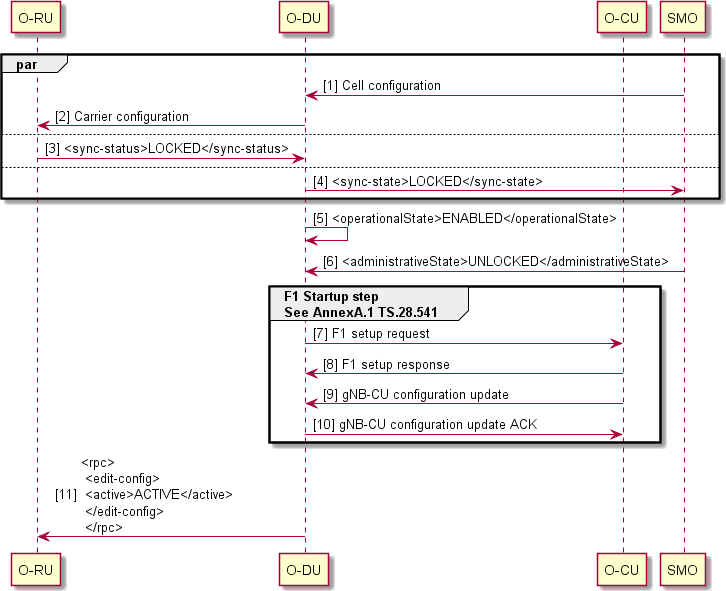 O-RU O-DU O-CU SMO
par
[1] Cell configuration
[2] Carrier configuration
[3] <sync-status>LOCKED</sync-status>
[4] <sync-state>LOCKED</sync-state>
[5] <operationalState>ENABLED</operationalState>
[6] <administrativeState>UNLOCKED</administrativeState>
F1 Startup step
See AnnexA.1 TS.28.541
[7] F1 setup request
[8] F1 setup response
[9] gNB-CU configuration update
[10] gNB-CU configuration update ACK
<rpc>
<edit-config>
[11] <active>ACTIVE</active>
</edit-config>
</rpc>
O-RU O-DU O-CU SMO